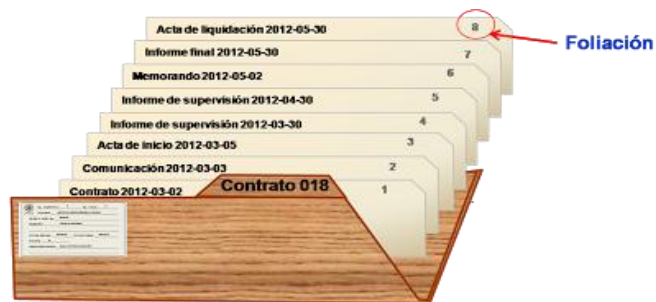 Acta de liquidación 2012-05-30 8
Foliación
Informe final 2012-05-30 7
Memorando 2012-05-02 6
Informe de supervisión 2012-04-30 5
Informe de supervisión 2012-03-30 4
Acta de inicio 2012-03-05 3
Comunicación 2012-03-03 2
Contrato 018
Contrato 2012-03-02 1